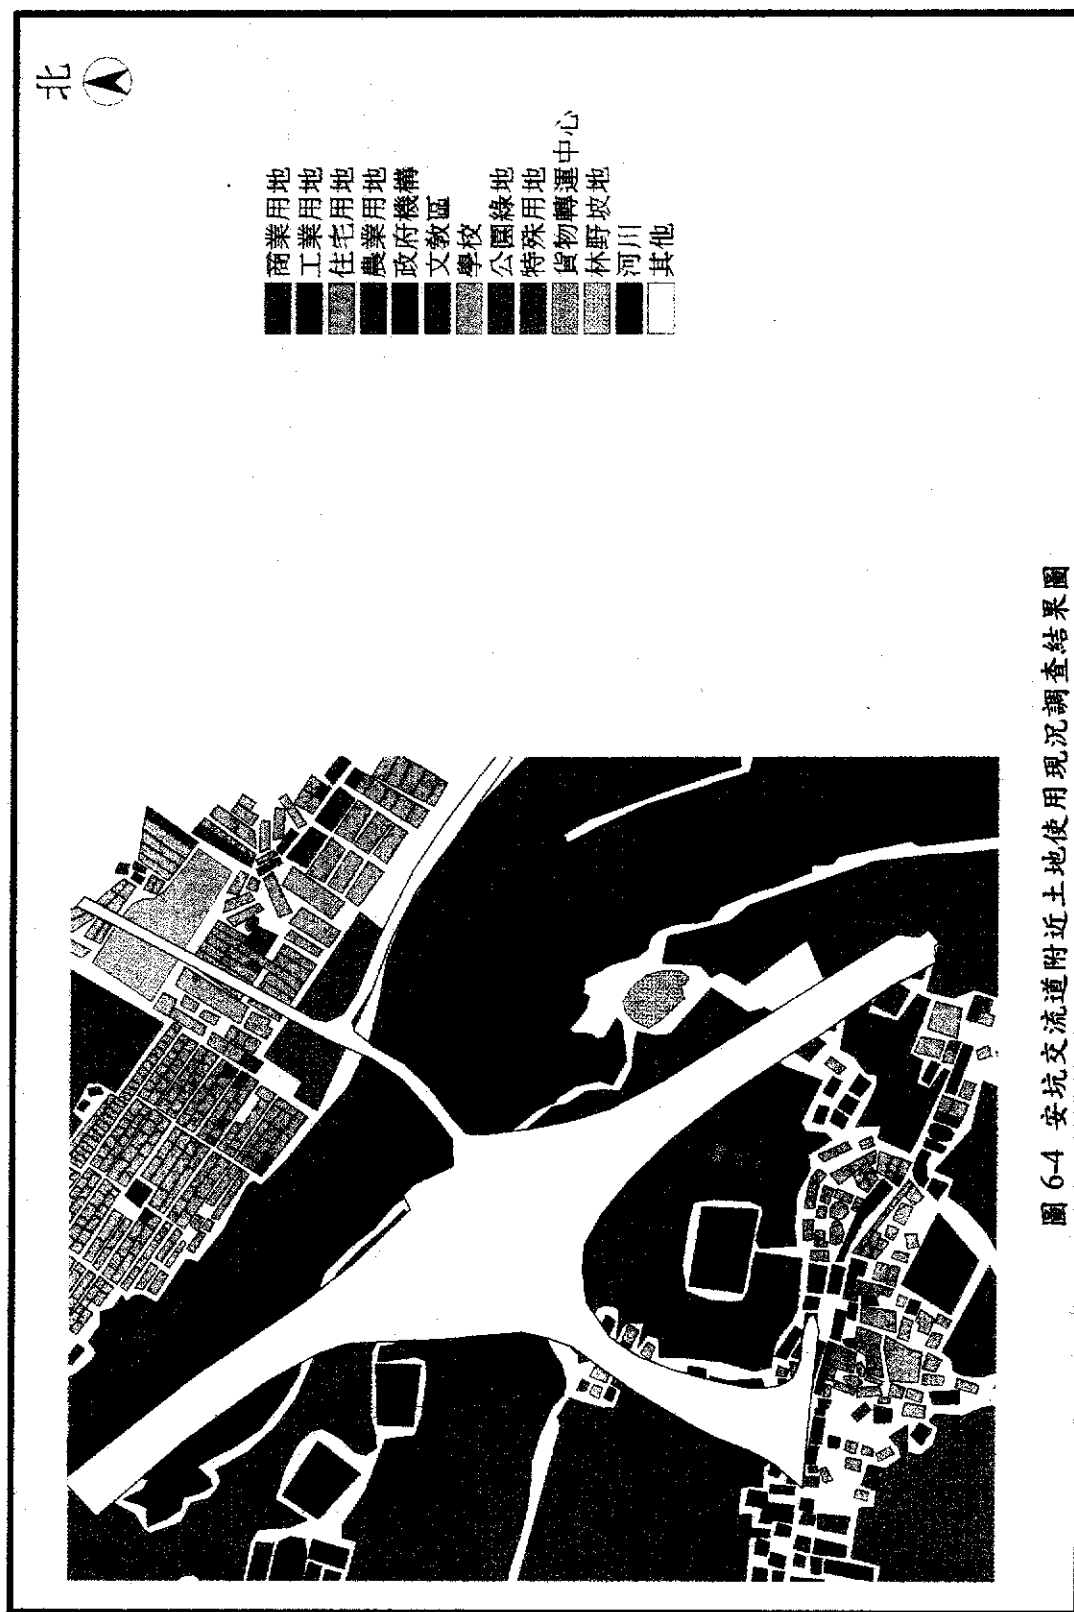 北
商業用地
工業用地
住宅用地
農業用地
政府機構
文教區
學校
公園綠地
特殊用地
貨物轉運中心
林野坡地
河川
其他
圖 6-4 安坑交流道附近土地使用現況調查結果圖